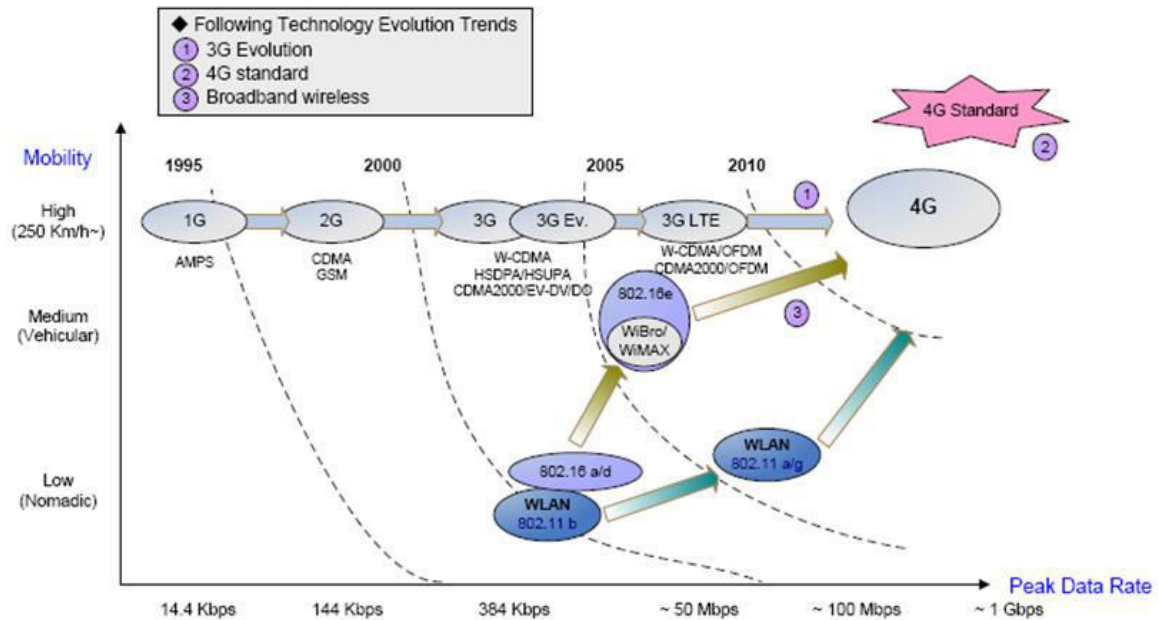 ◆ Following Technology Evolution Trends
1 3G Evolution
2 4G standard
3 Broadband wireless
4G Standard
2
Mobility
1995
2000
2005
2010
1
High
(250 Km/h~)
1G
2G
3G
3G Ev.
3G LTE
4G
AMPS
CDMA
GSM
W-CDMA
HSDPA/HSUPA
CDMA2000/EV-DV/DO
W-CDMA/OFDM
CDMA2000/OFDM
802.16e
WiBro/
WiMAX
3
Medium
(Vehicular)
WLAN
802.11 a/g
Low
(Nomadic)
802.16 a/d
WLAN
802.11 b
Peak Data Rate
14.4 Kbps
144 Kbps
384 Kbps
~ 50 Mbps
~ 100 Mbps
~ 1 Gbps